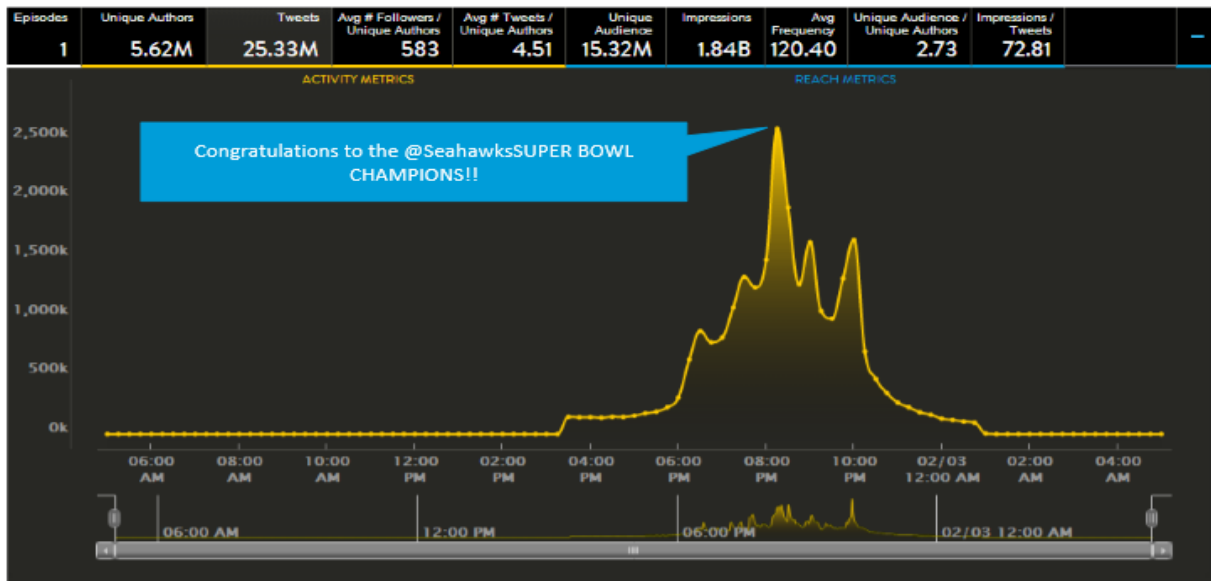 Episodes
1
Unique Authors
5.62M
Tweets
25.33M
Avg # Followers /
Unique Authors
583
Avg # Tweets /
Unique Authors
4.51
Unique
Audience
15.32M
Impressions
1.84B
Avg
Frequency
120.40
Unique Audience /
Unique Authors
2.73
Impressions /
Tweets
72.81
ACTIVITY METRICS
REACH METRICS
2,500k
2,000k
1,500k
1,000k
500k
0k
Congratulations to the @SeahawksSUPER BOWL
CHAMPIONS!!
06:00
AM
08:00
AM
10:00
AM
12:00
PM
02:00
PM
04:00
PM
06:00
PM
08:00
PM
10:00
PM
02/03
12:00 AM
02:00
AM
04:00
AM
06:00 AM
12:00 PM
06:00 PM
02/03 12:00 AM